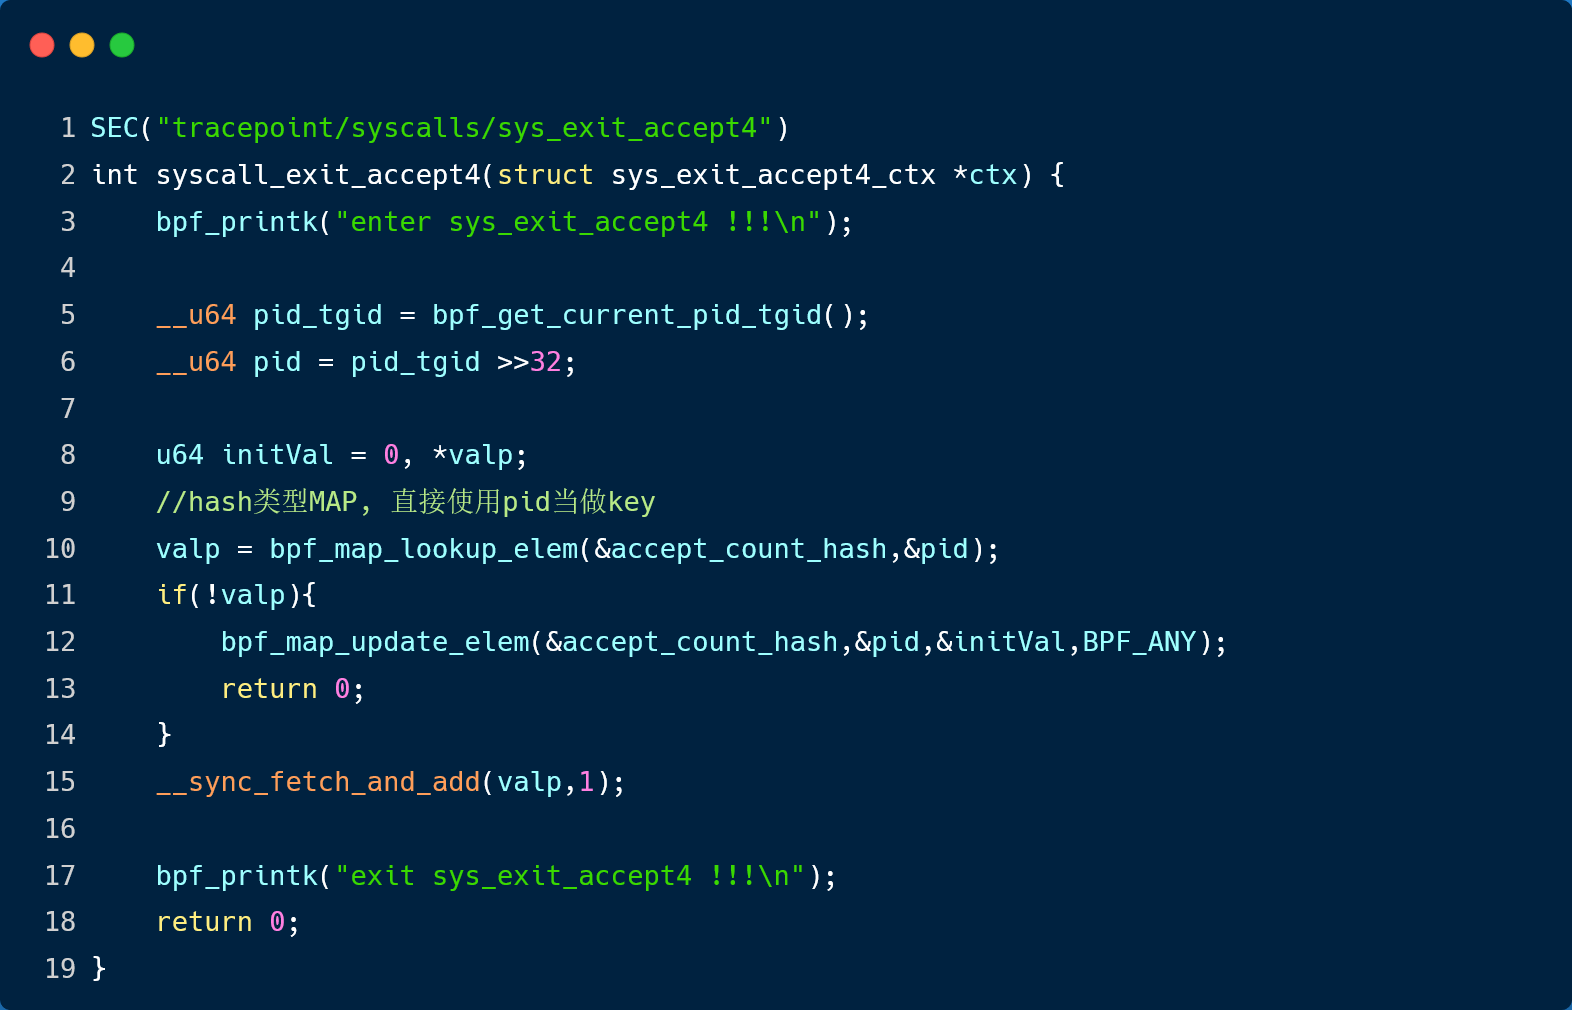 1 SEC("tracepoint/syscalls/sys_exit_accept4")
2 int syscall_exit_accept4(struct sys_exit_accept4_ctx *ctx) {
3     bpf_printk("enter sys_exit_accept4 !!!\n");
4
5     __u64 pid_tgid = bpf_get_current_pid_tgid();
6     __u64 pid = pid_tgid >>32;
7
8     u64 initVal = 0, *valp;
9     //hash类型MAP, 直接使用pid当做key
10     valp = bpf_map_lookup_elem(&accept_count_hash,&pid);
11     if(!valp){
12         bpf_map_update_elem(&accept_count_hash,&pid,&initVal,BPF_ANY);
13         return 0;
14     }
15     __sync_fetch_and_add(valp,1);
16
17     bpf_printk("exit sys_exit_accept4 !!!\n");
18     return 0;
19 }